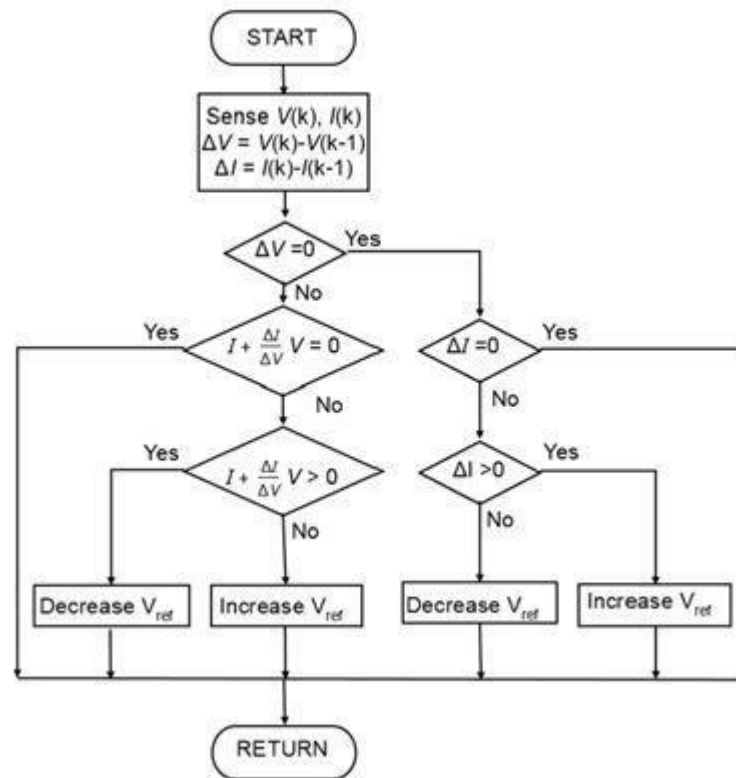 START
Sense V(k), I(k)
ΔV = V(k)-V(k-1)
ΔI = I(k)-I(k-1)
ΔV =0
Yes
No
Yes
I + ΔI/ΔV V = 0
ΔI=0
Yes
No
No
Yes
I + ΔI/ΔV V > 0
ΔI >0
Yes
No
No
Decrease Vref
Increase Vref
Decrease Vref
Increase Vref
RETURN